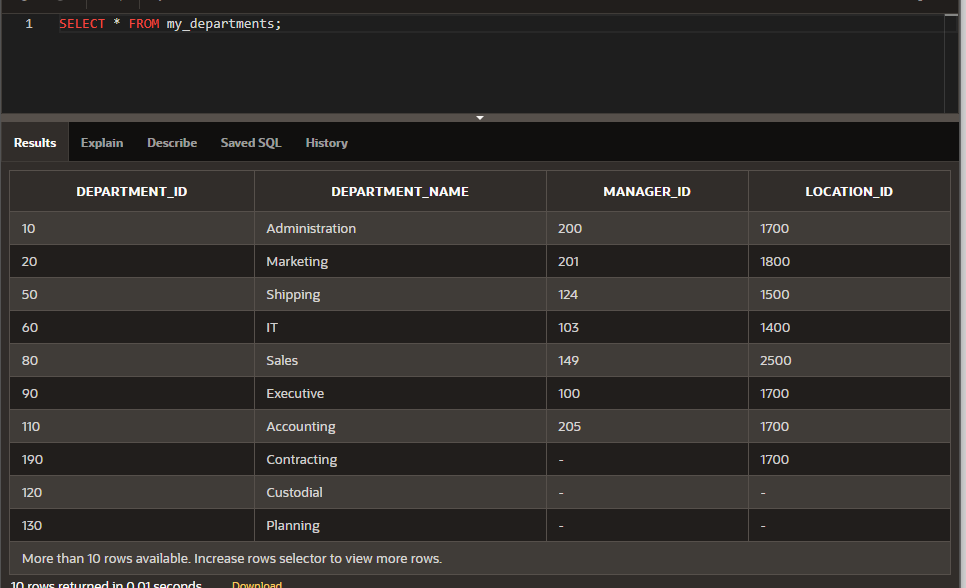 1 SELECT * FROM my_departments;
Results Explain Describe Saved SQL History
DEPARTMENT_ID DEPARTMENT_NAME MANAGER_ID LOCATION_ID
10 Administration 200 1700
20 Marketing 201 1800
50 Shipping 124 1500
60 IT 103 1400
80 Sales 149 2500
90 Executive 100 1700
110 Accounting 205 1700
190 Contracting - 1700
120 Custodial - -
130 Planning - -
More than 10 rows available. Increase rows selector to view more rows.
10 rows returned in 0.01 seconds Download